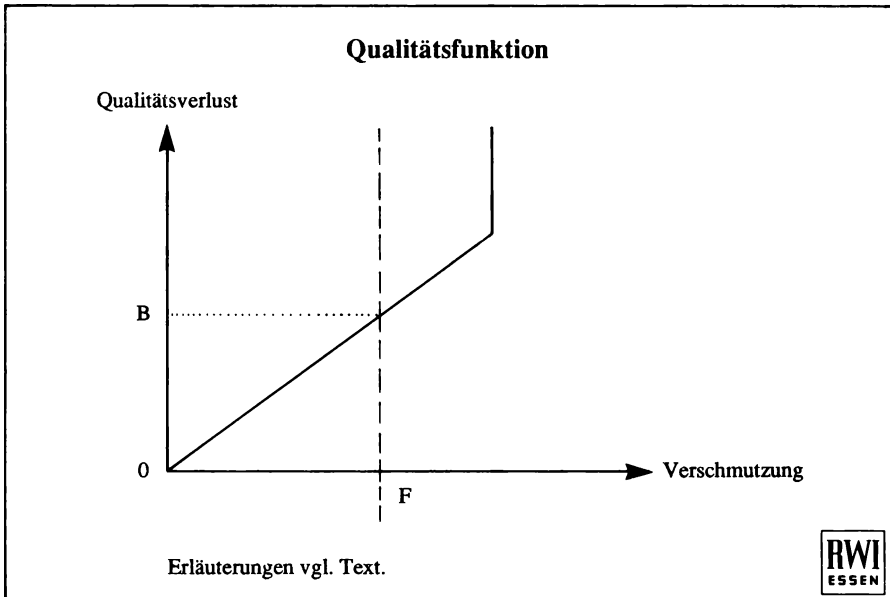 Qualitätsfunktion
Qualitätsverlust
B
0
Verschmutzung
F
Erläuterungen vgl. Text.
RWI
ESSEN